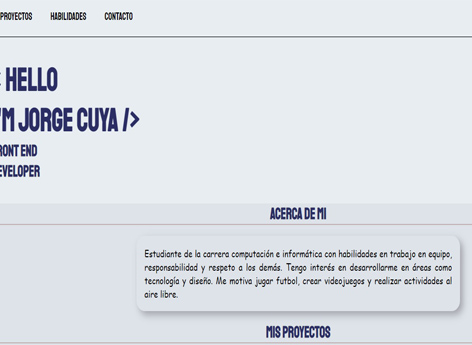 PROYECTOS HABILIDADES CONTACTO
HELLO
'M JORGE CUYA />
RONT END
EVELOPER
ACERCA DE MI
Estudiante de la carrera computación e informática con habilidades en trabajo en equipo,
responsabilidad y respeto a los demás. Tengo interés en desarrollarme en áreas como
tecnología y diseño. Me motiva jugar futbol, crear videojuegos y realizar actividades al
aire libre.
MIS PROYECTOS